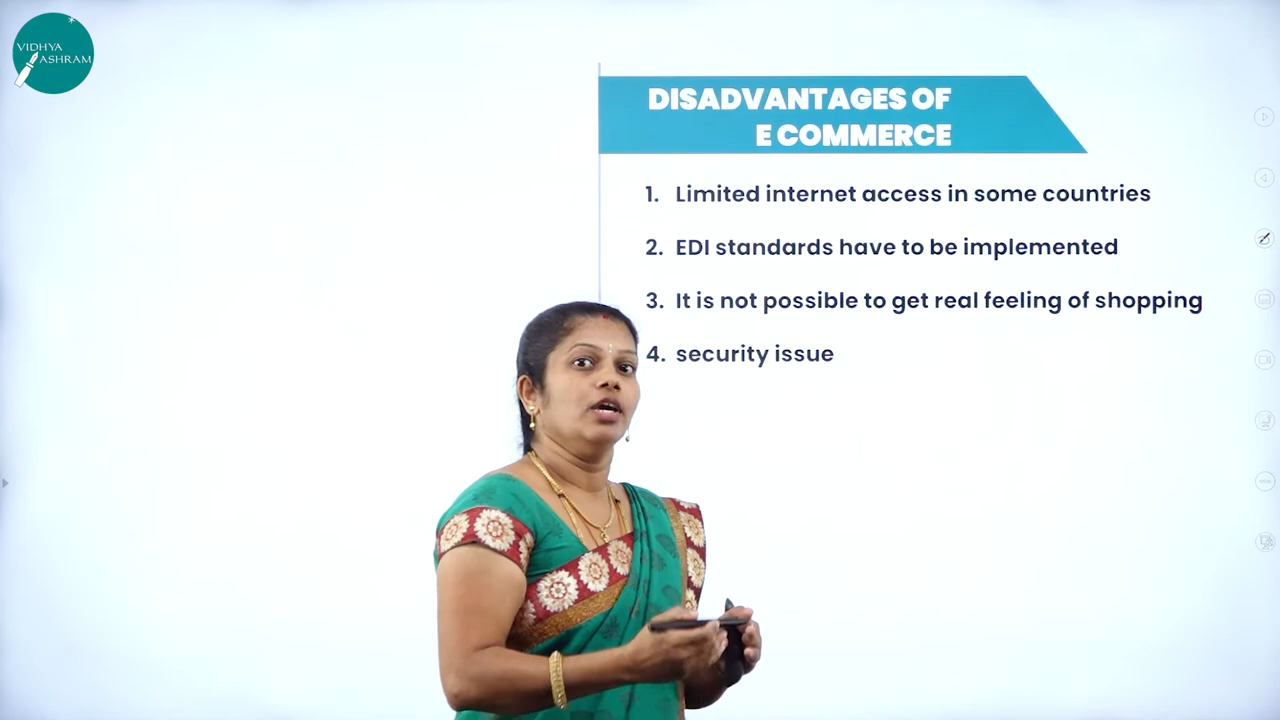 VIDHYA
ASHRAM
DISADVANTAGES OF
E COMMERCE
1. Limited internet access in some countries
2. EDI standards have to be implemented
3. It is not possible to get real feeling of shopping
4. security issue